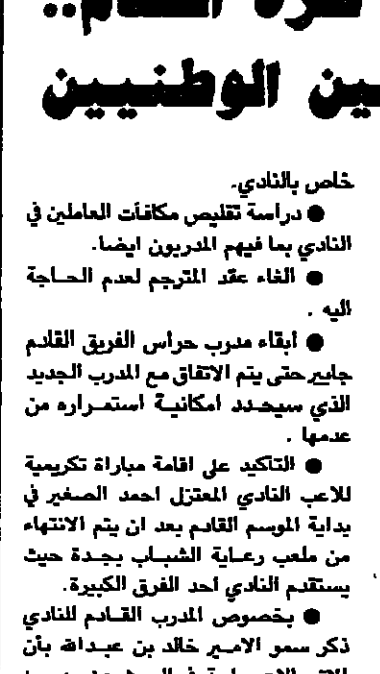 كرة القدم..
ين الوطنيين
خاص بالنادي.
● دراسة تقليص مكافآت العاملين في
النادي بما فيهم المدربون ايضا.
● الغاء عقد المترجم لعدم الحاجة
اليه .
● ابقاء مدرب حراس الفريق القادم
جايير حتى يتم الاتفاق مع المدرب الجديد
الذي سيحدد امكانية استمراره من
عدمها .
● التاكيد على اقامة مباراة تكريمية
للاعب النادي المعتزل احمد الصغير في
بداية الموسم القادم بعد ان يتم الانتهاء
من ملعب رعاية الشباب بجدة حيث
يستقدم النادي احد الفرق الكبيرة.
● بخصوص المدرب القادم للنادي
ذكر سمو الامير خالد بن عبدالله بأن